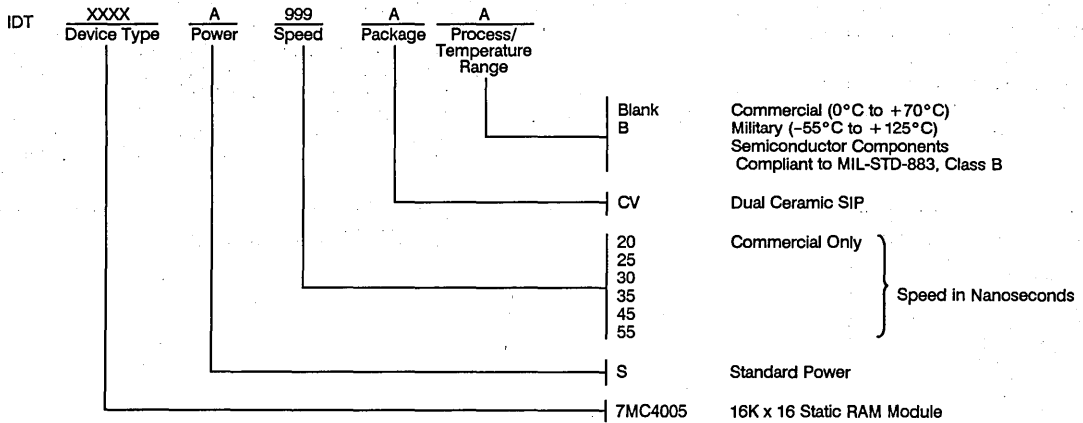 IDT XXXX A 999 A A
Device Type Power Speed Package Process/
Temperature
Range
Blank Commercial (0°C to +70°C)
B Military (–55°C to +125°C)
Semiconductor Components
Compliant to MIL-STD-883, Class B
CV Dual Ceramic SIP
20 Commercial Only
25
30
35 Speed in Nanoseconds
45
55
S Standard Power
7MC4005 16K x 16 Static RAM Module